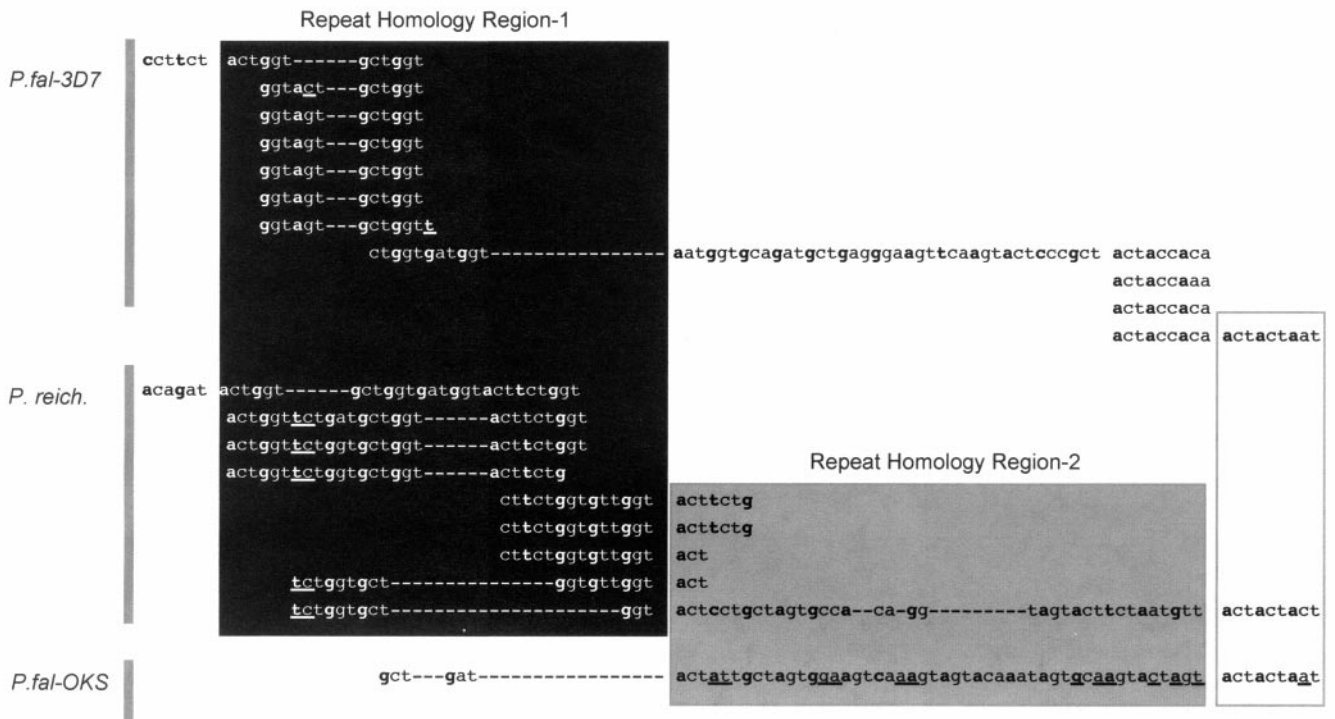 Repeat Homology Region-1
P.fal-3D7
ccttct actggt------gctggt
ggtact---gctggt
ggtagt---gctggt
ggtagt---gctggt
ggtagt---gctggt
ggtagt---gctggt
ggtagt---gctggtt
ctggtgatggt---------------- aatggtgcagatgctgagggaagttcaagtactcccgct actaccaca
actaccaaa
actaccaca
actaccaca actactaat
P. reich.
acagat actggt------gctggtgatggtacttctggt
actggttctgatgctggt------acttctggt
actggttctggtgctggt------acttctggt
actggttctggtgctggt------acttctg
Repeat Homology Region-2
cttctggtgttggt acttctg
cttctggtgttggt acttctg
cttctggtgttggt act
tctggtgct---------------ggtgttggt act
tctggtgct---------------------ggt actcctgctagtgcca--ca-gg---------tagtacttctaatgtt actactact
P.fal-OKS
gct---gat----------------- actattgctagtggaagtcaaagtagtacaaatagtgcaagtactagt actactaat